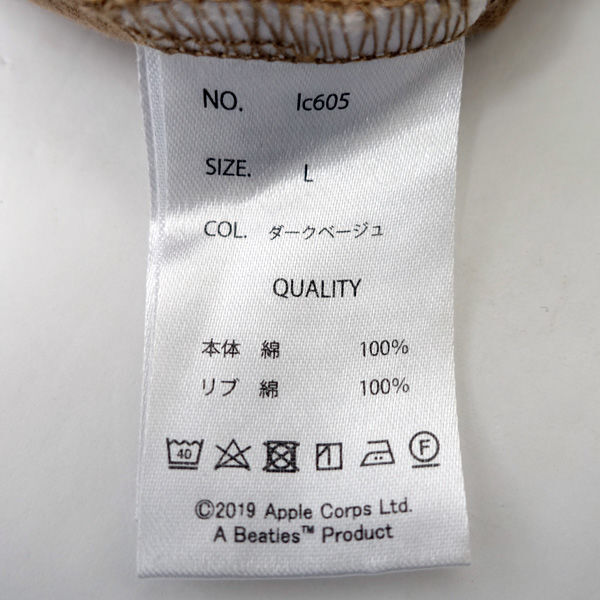 NO. lc605
SIZE. L
COL. ダークベージュ
QUALITY
本体 綿 100%
リブ 綿 100%
40 F
©2019 Apple Corps Ltd.
A Beatles™ Product